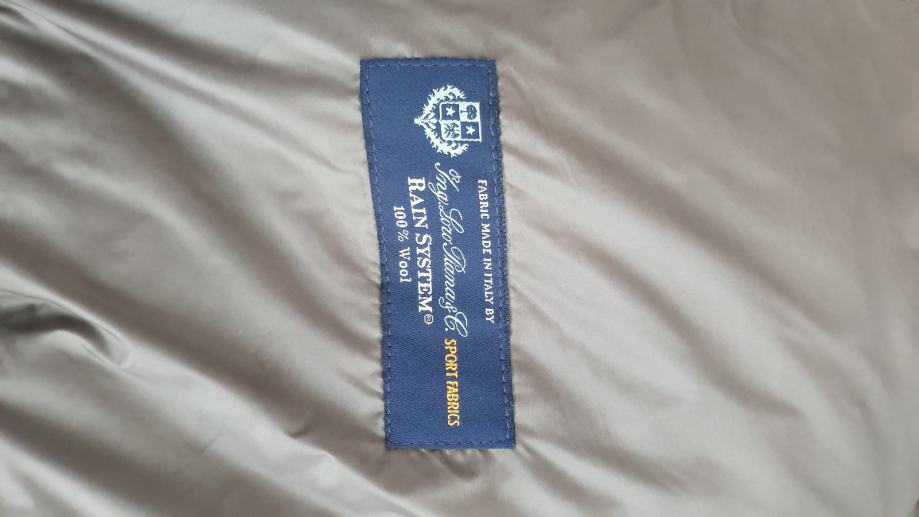 FABRIC MADE IN ITALY BY
Ing. Loro Piana & C. SPORT FABRICS
RAIN SYSTEM®
100% Wool